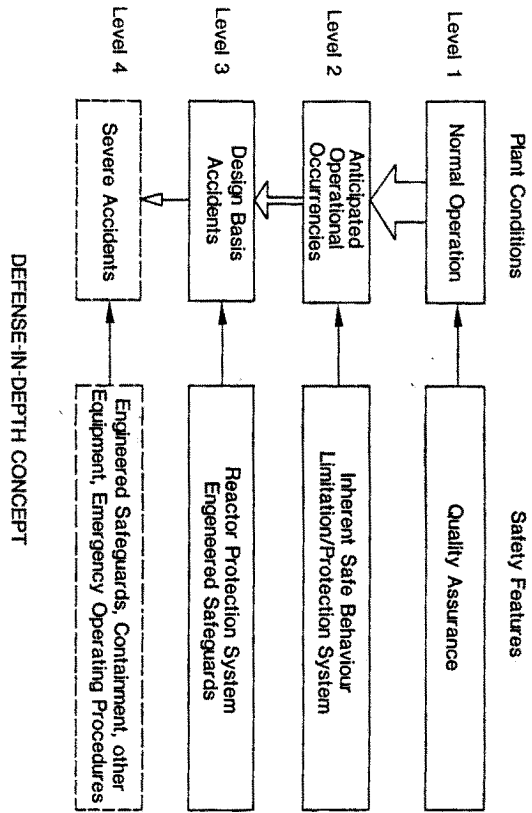 Plant Conditions
Safety Features
Level 1
Normal Operation
Quality Assurance
Level 2
Anticipated
Operational
Occurrencies
Inherent Safe Behaviour
Limitation/Protection System
Level 3
Design Basis
Accidents
Reactor Protection System
Engeneered Safeguards
Level 4
Severe Accidents
Engineered Safeguards, Containment, other
Equipment, Emergency Operating Procedures
DEFENSE-IN-DEPTH CONCEPT